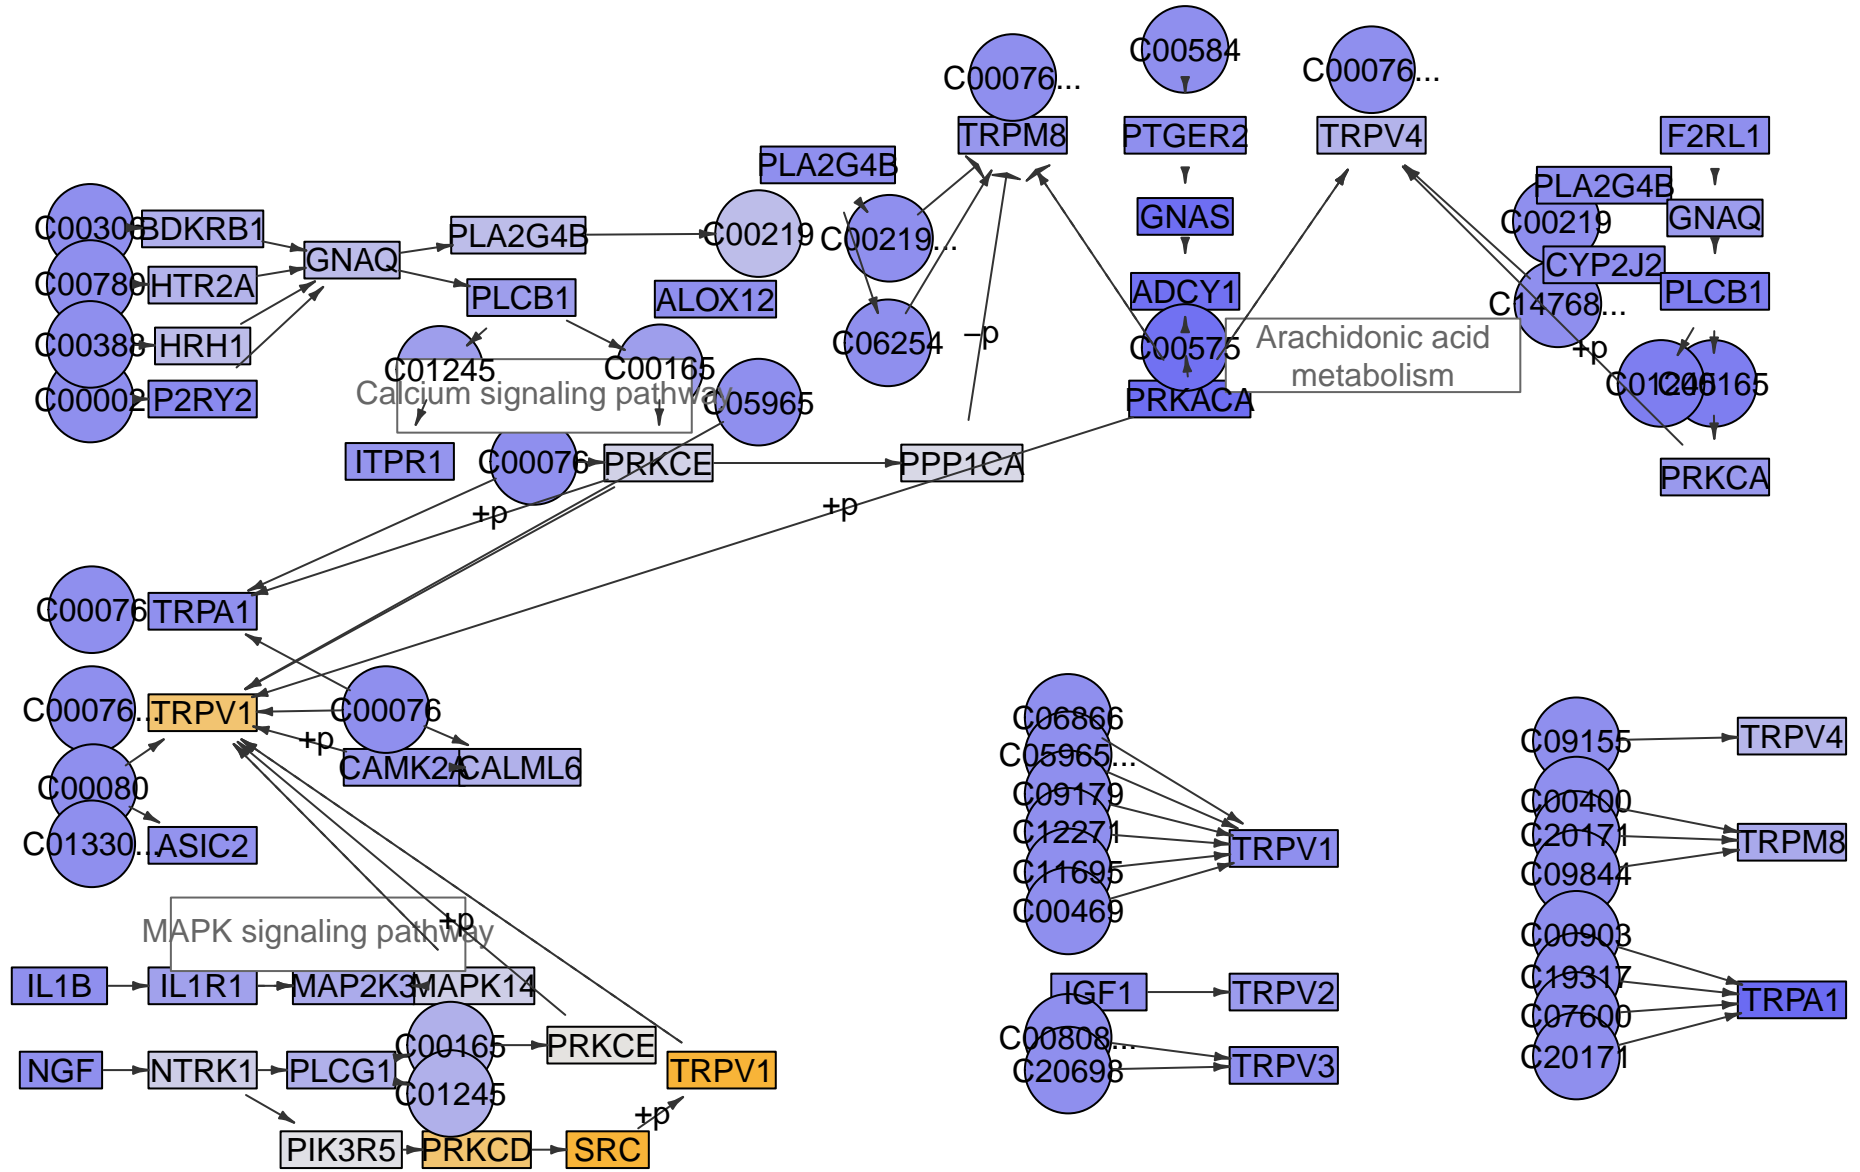 C00584
C00076...
C00076...
TRPM8
PTGER2
TRPV4
F2RL1
PLA2G4B
PLA2G4B
C00219
GNAS
GNAQ
BDKRB1
PLA2G4B
C00219
C00219...
GNAQ
CYP2J2
C00780
HTR2A
PLCB1
ALOX12
ADCY1
PLCB1
C14768...
C00388
HRH1
C01245
C00165
C06254
–p
C00575
Arachidonic acid
metabolism
+p
Calcium signaling pathway
C00002
P2RY2
C05965
PRKACA
C01245
C00165
ITPR1
C00076
PRKCE
PPP1CA
PRKCA
+p
+p
C00076
TRPA1
C00076...
TRPV1
C00076
+p
CAMK2A
CALML6
C00080
C01330...
ASIC2
C06866
C05965...
C09179
C12271
C11695
C00469
TRPV1
C09155
TRPV4
C00400
C20171
C09844
TRPM8
MAPK signaling pathway
+p
IL1B
IL1R1
MAP2K3
MAPK14
IGF1
TRPV2
C00903
C19317
C07600
C20171
TRPA1
C00165
PRKCE
C00808...
C20698
TRPV3
NGF
NTRK1
PLCG1
C01245
TRPV1
+p
PIK3R5
PRKCD
SRC